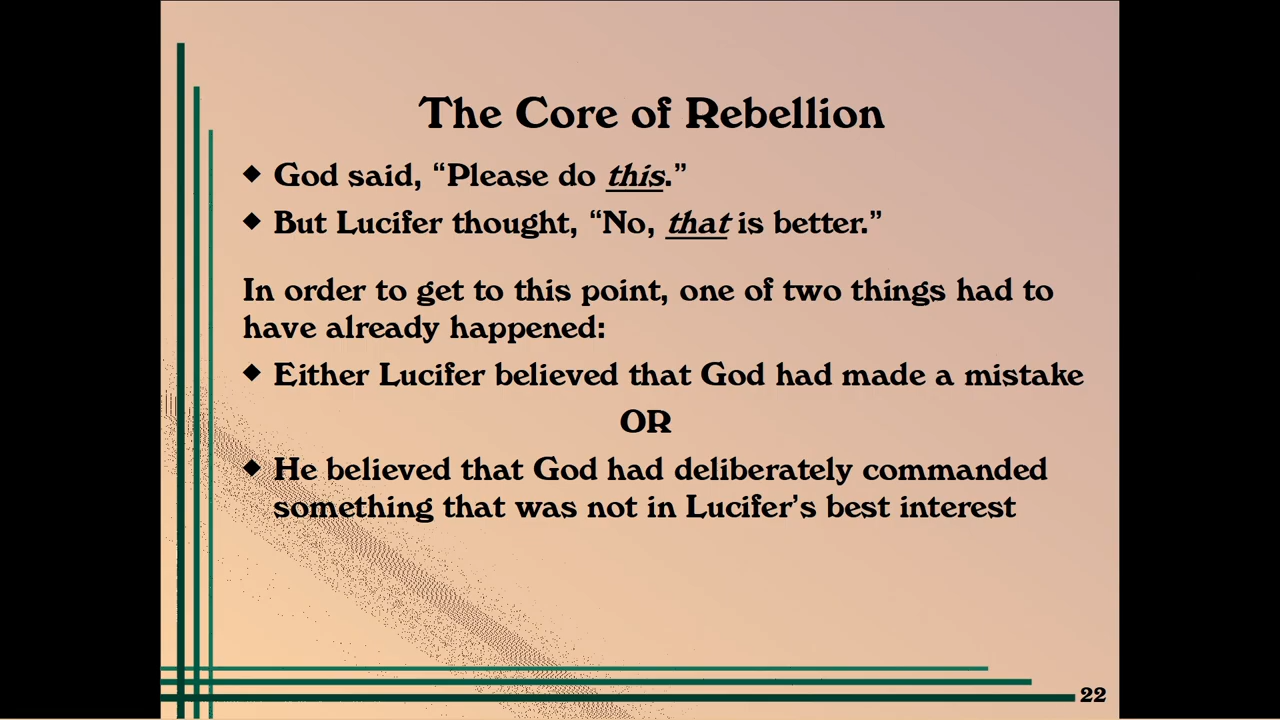 The Core of Rebellion
◆ God said, “Please do this.”
◆ But Lucifer thought, “No, that is better.”
In order to get to this point, one of two things had to
have already happened:
◆ Either Lucifer believed that God had made a mistake
OR
◆ He believed that God had deliberately commanded
something that was not in Lucifer’s best interest
22